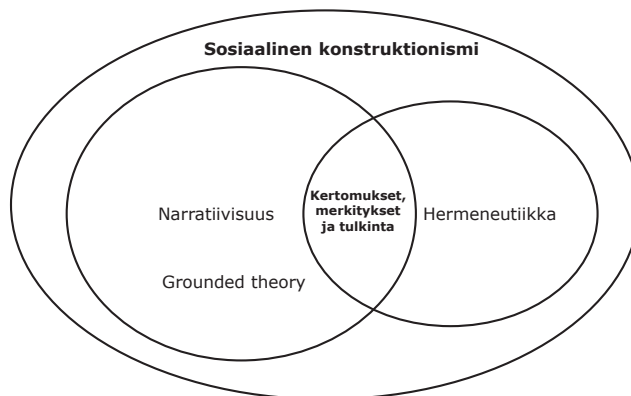 Sosiaalinen konstruktionismi
Narratiivisuus
Grounded theory
Kertomukset,
merkitykset
ja tulkinta
Hermeneutiikka